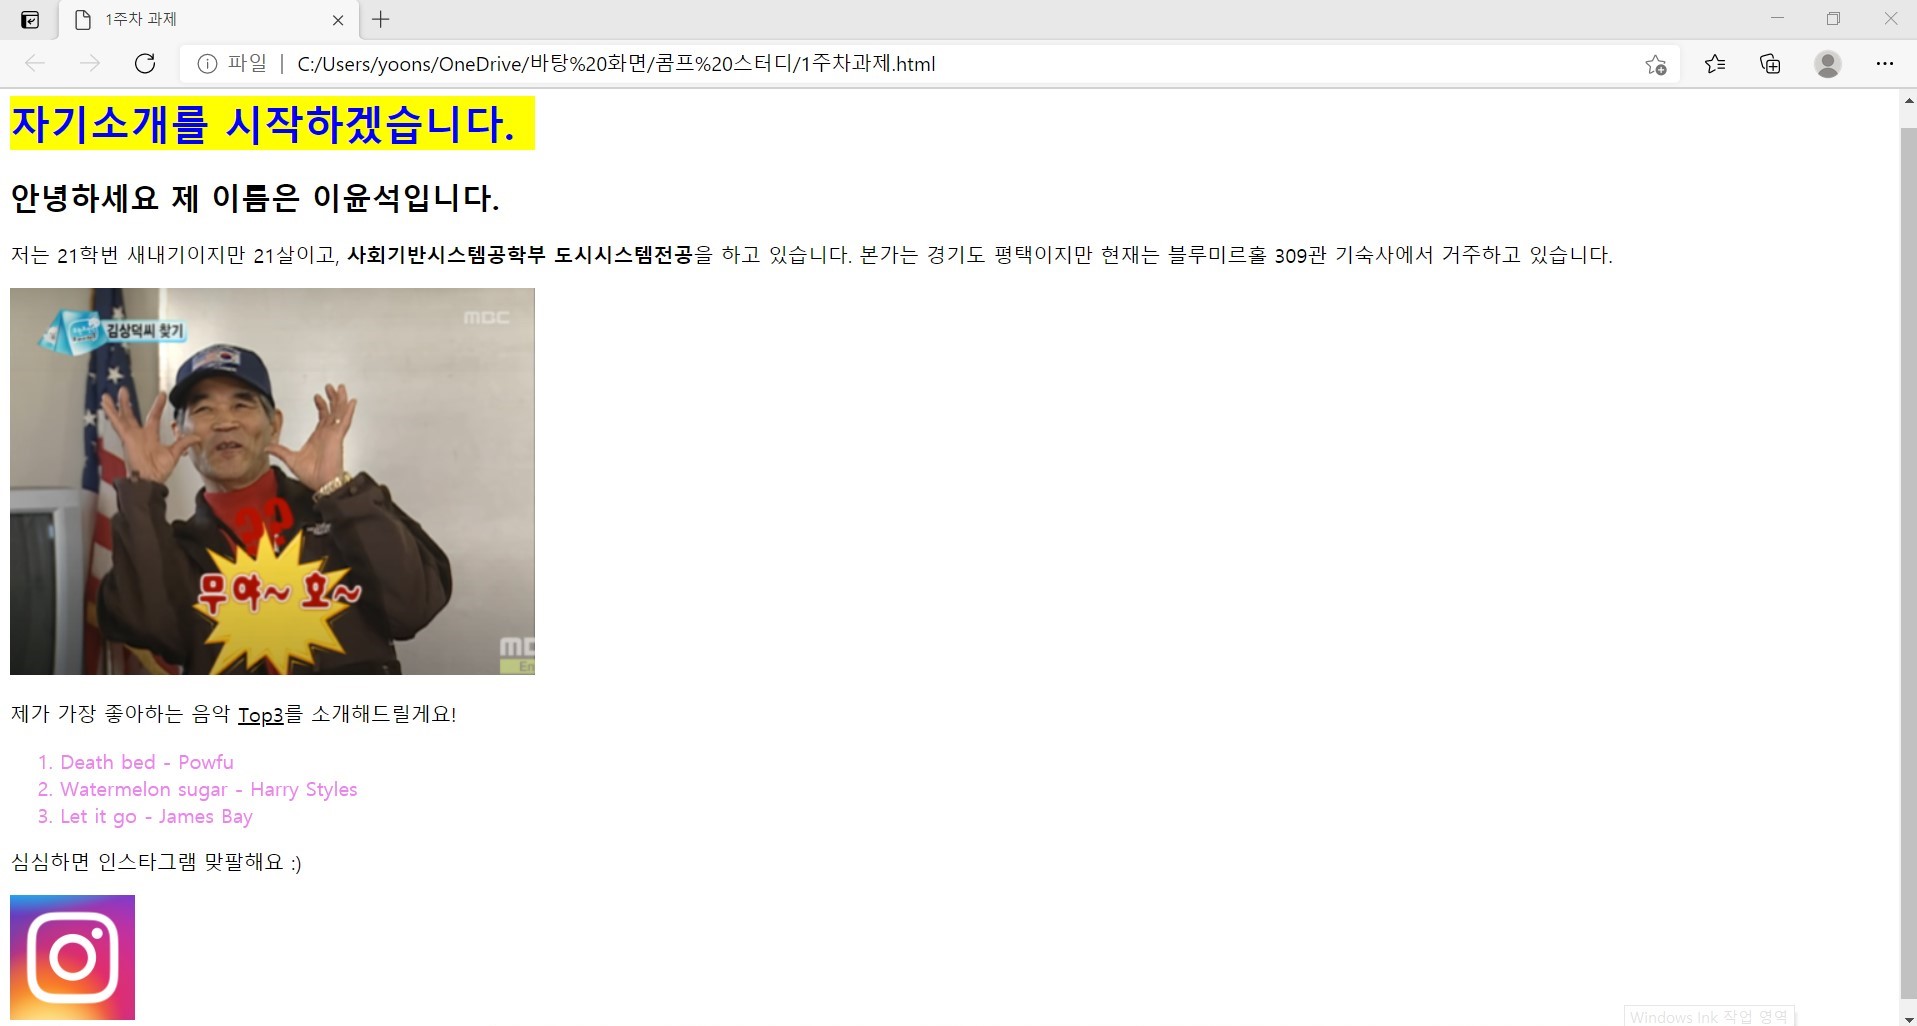 1주차 과제
파일 | C:/Users/yoons/OneDrive/바탕%20화면/콤프%20스터디/1주차과제.html
자기소개를 시작하겠습니다.
안녕하세요 제 이름은 이윤석입니다.
저는 21학번 새내기이지만 21살이고, 사회기반시스템공학부 도시시스템전공을 하고 있습니다. 본가는 경기도 평택이지만 현재는 블루미르홀 309관 기숙사에서 거주하고 있습니다.
MBC
김상덕씨 찾기
무야~ 호~
MB
En
제가 가장 좋아하는 음악 Top3를 소개해드릴게요!
1. Death bed - Powfu
2. Watermelon sugar - Harry Styles
3. Let it go - James Bay
심심하면 인스타그램 맞팔해요 :)
Windows Ink 작업 영역